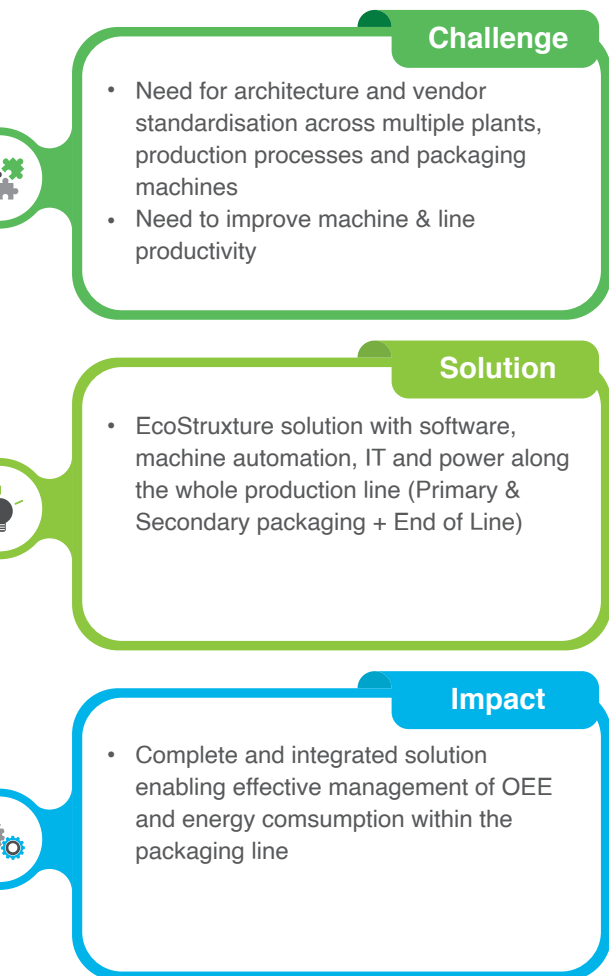 Challenge
• Need for architecture and vendor
standardisation across multiple plants,
production processes and packaging
machines
• Need to improve machine & line
productivity
Solution
• EcoStruxture solution with software,
machine automation, IT and power along
the whole production line (Primary &
Secondary packaging + End of Line)
Impact
• Complete and integrated solution
enabling effective management of OEE
and energy comsumption within the
packaging line